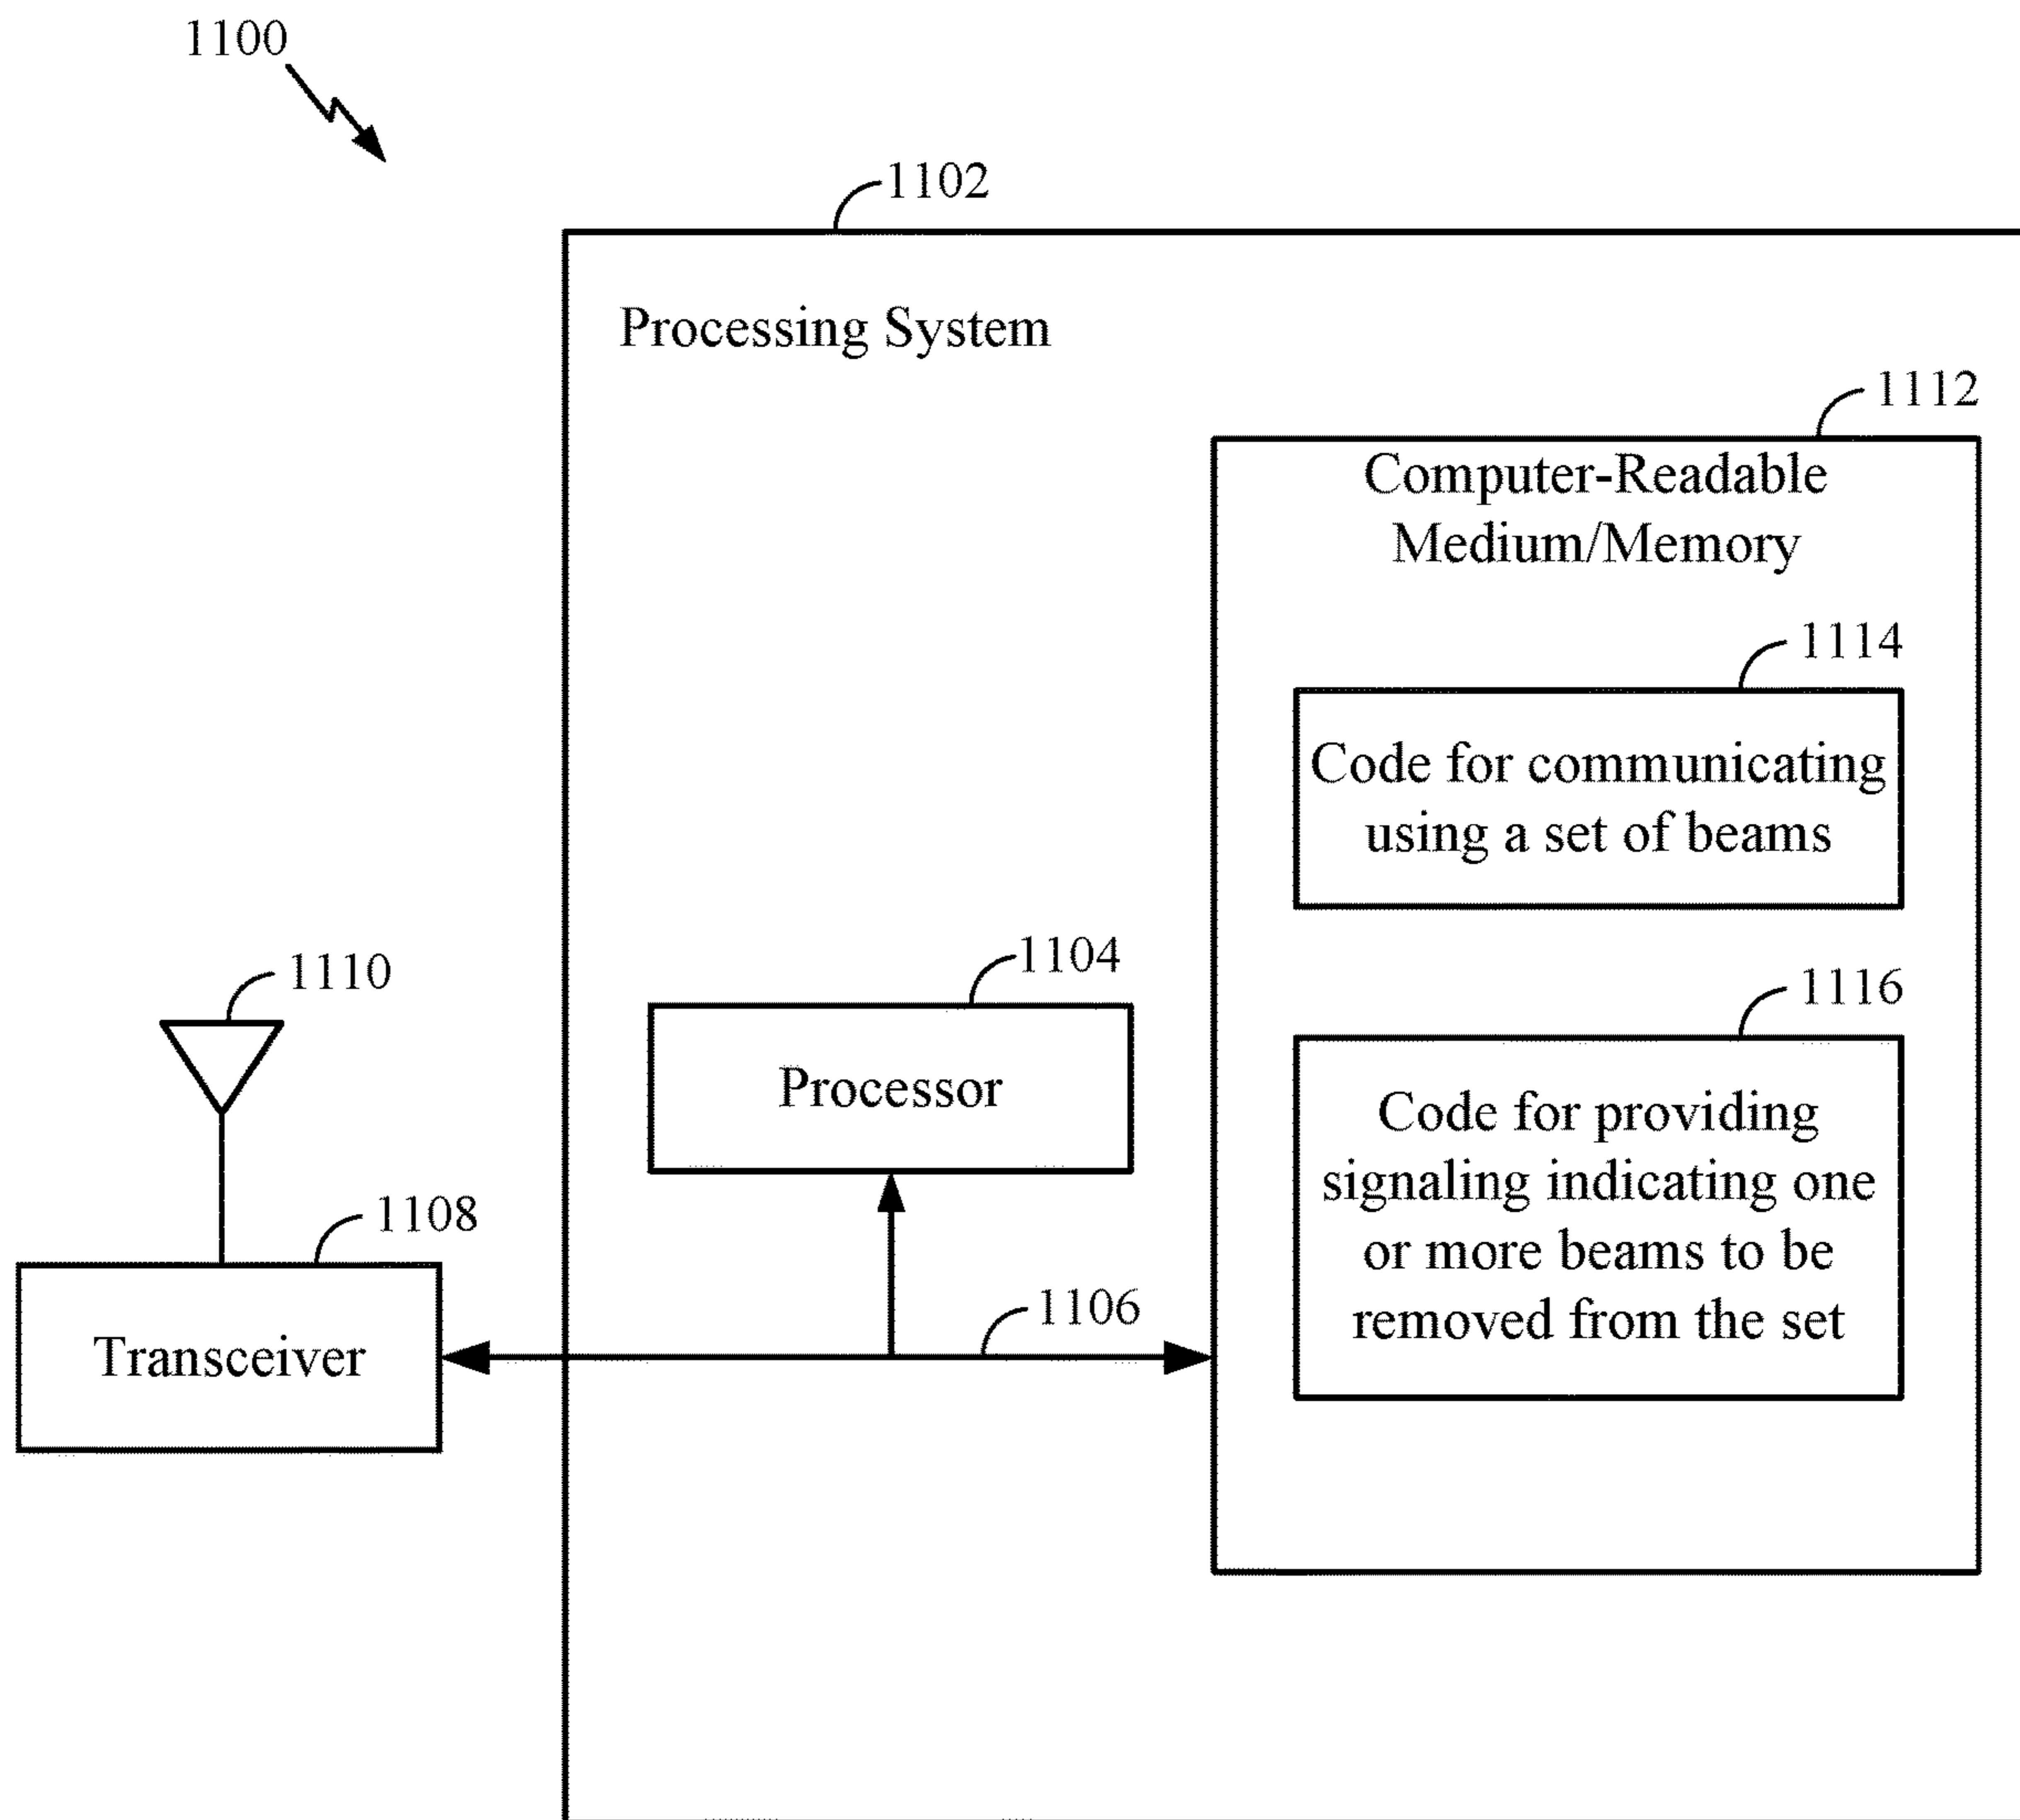 1100
1102
Processing System
1112
Computer-Readable
Medium/Memory
1114
Code for communicating
using a set of beams
1104
1110
Processor
1116
Code for providing
signaling indicating one
or more beams to be
removed from the set
1108
1106
Transceiver